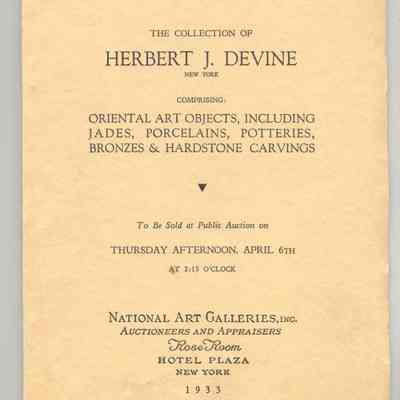 THE COLLECTION OF
HERBERT J. DEVINE
NEW YORK
COMPRISING:
ORIENTAL ART OBJECTS, INCLUDING
JADES, PORCELAINS, POTTERIES,
BRONZES & HARDSTONE CARVINGS
To Be Sold at Public Auction on
THURSDAY AFTERNOON, APRIL 6TH
AT 2:15 O'CLOCK
NATIONAL ART GALLERIES, INC.
AUCTIONEERS AND APPRAISERS
Rose Room
HOTEL PLAZA
NEW YORK
1933